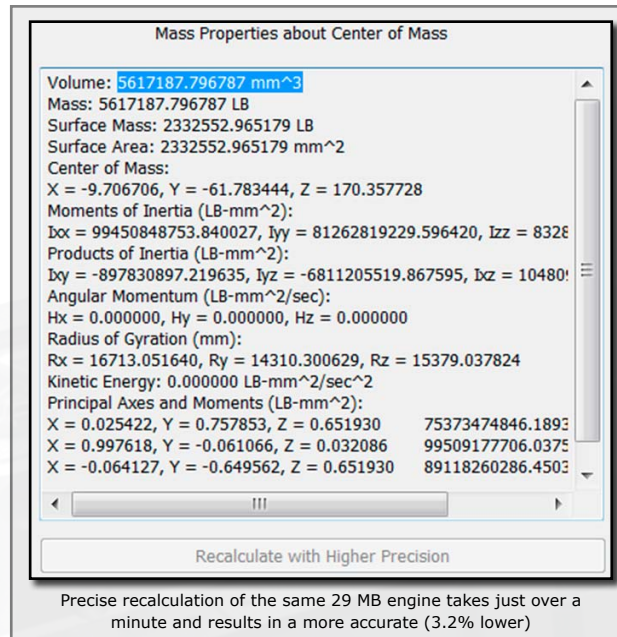 Mass Properties about Center of Mass
Volume: 5617187.796787 mm^3
Mass: 5617187.796787 LB
Surface Mass: 2332552.965179 LB
Surface Area: 2332552.965179 mm^2
Center of Mass:
X = -9.706706, Y = -61.783444, Z = 170.357728
Moments of Inertia (LB-mm^2):
Ixx = 99450848753.840027, Iyy = 81262819229.596420, Izz = 8328
Products of Inertia (LB-mm^2):
Ixy = -897830897.219635, Iyz = -6811205519.867595, Ixz = 10480
Angular Momentum (LB-mm^2/sec):
Hx = 0.000000, Hy = 0.000000, Hz = 0.000000
Radius of Gyration (mm):
Rx = 16713.051640, Ry = 14310.300629, Rz = 15379.037824
Kinetic Energy: 0.000000 LB-mm^2/sec^2
Principal Axes and Moments (LB-mm^2):
X = 0.025422, Y = 0.757853, Z = 0.651930 75373474846.1893
X = 0.997618, Y = -0.061066, Z = 0.032086 99509177706.0375
X = -0.064127, Y = -0.649562, Z = 0.651930 89118260286.4503
Recalculate with Higher Precision
Precise recalculation of the same 29 MB engine takes just over a
minute and results in a more accurate (3.2% lower)